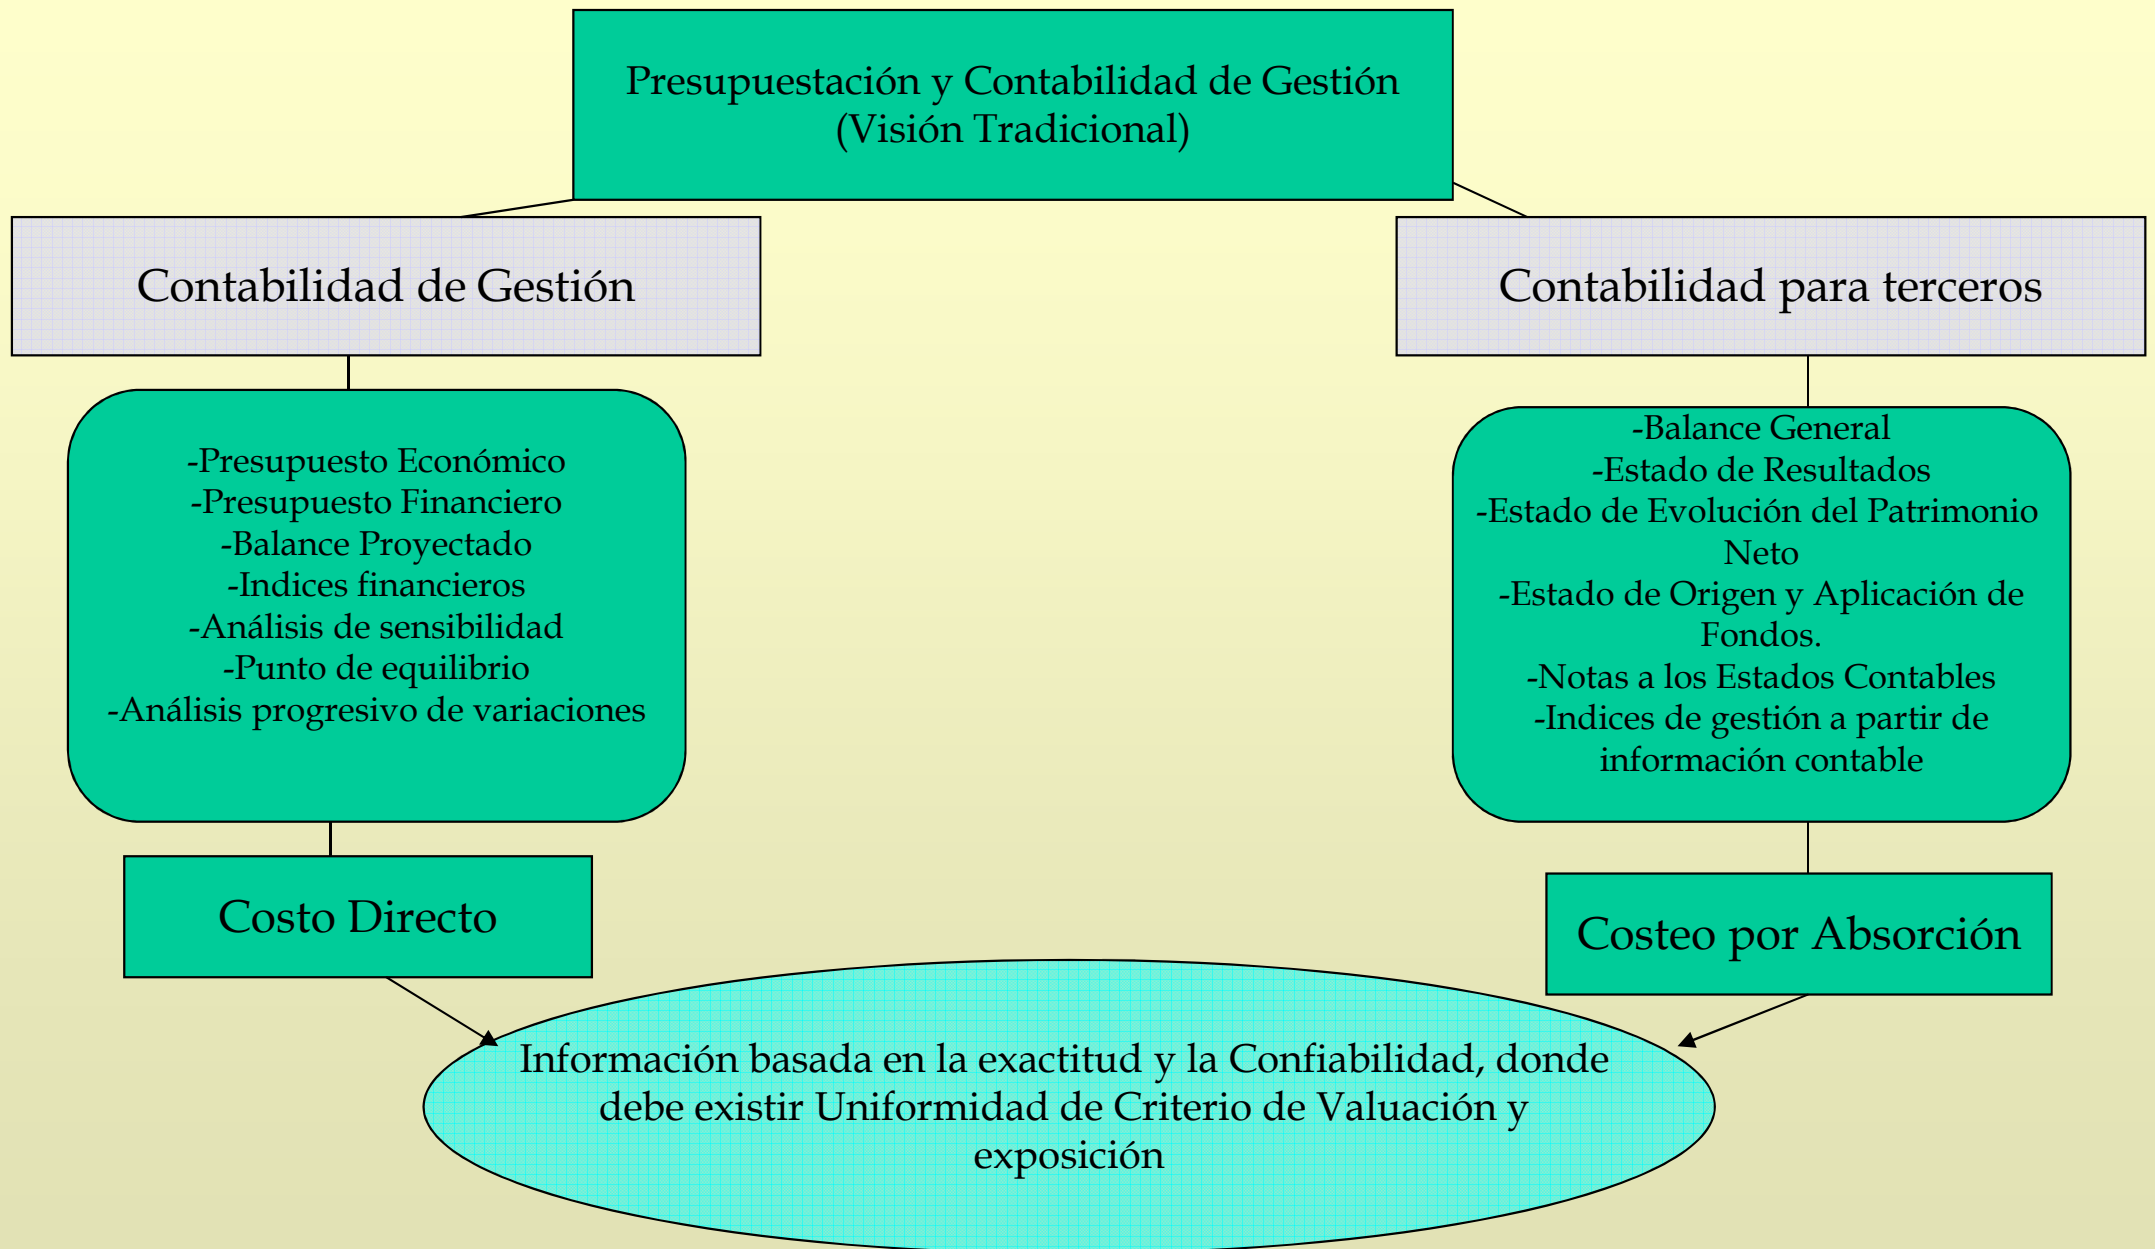 Presupuestación y Contabilidad de Gestión
(Visión Tradicional)
Contabilidad de Gestión
Contabilidad para terceros
-Presupuesto Económico
-Presupuesto Financiero
-Balance Proyectado
-Indices financieros
-Análisis de sensibilidad
-Punto de equilibrio
-Análisis progresivo de variaciones
-Balance General
-Estado de Resultados
-Estado de Evolución del Patrimonio
Neto
-Estado de Origen y Aplicación de
Fondos.
-Notas a los Estados Contables
-Indices de gestión a partir de
información contable
Costo Directo
Costeo por Absorción
Información basada en la exactitud y la Confiabilidad, donde
debe existir Uniformidad de Criterio de Valuación y
exposición